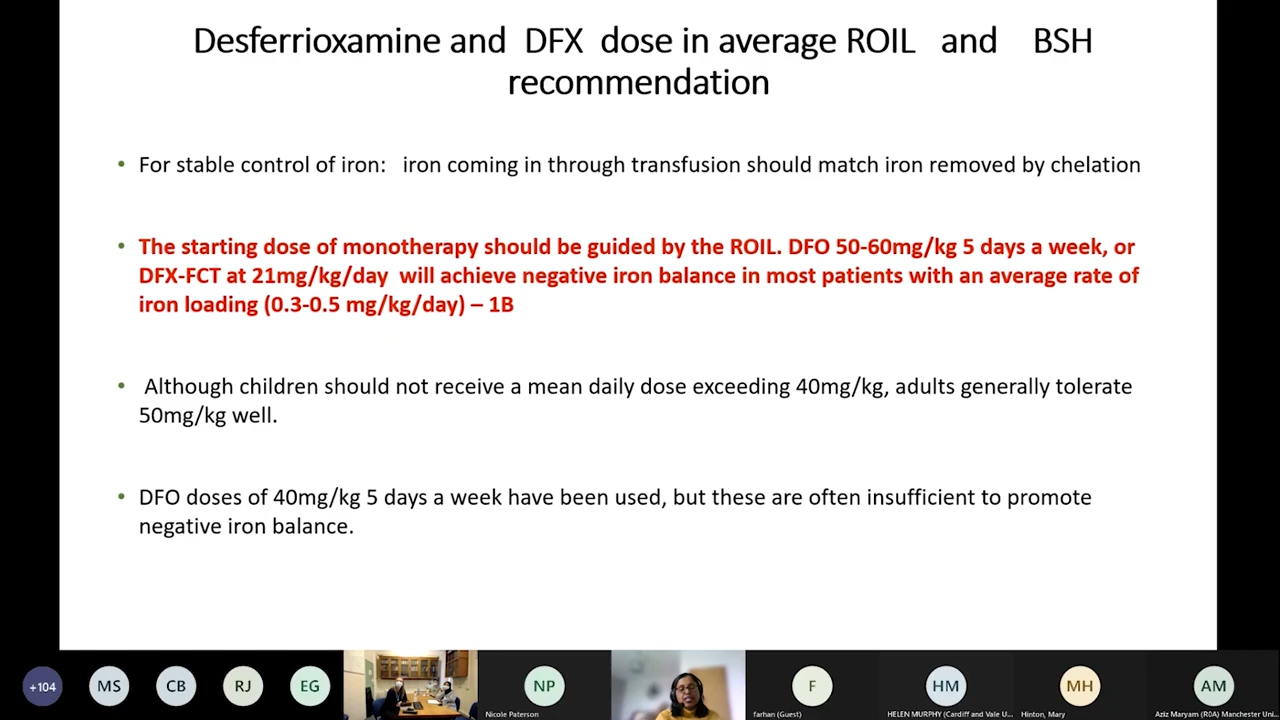 Desferrioxamine and DFX dose in average ROIL and BSH
recommendation
• For stable control of iron: iron coming in through transfusion should match iron removed by chelation
• The starting dose of monotherapy should be guided by the ROIL. DFO 50-60mg/kg 5 days a week, or
DFX-FCT at 21mg/kg/day will achieve negative iron balance in most patients with an average rate of
iron loading (0.3-0.5 mg/kg/day) – 1B
• Although children should not receive a mean daily dose exceeding 40mg/kg, adults generally tolerate
50mg/kg well.
• DFO doses of 40mg/kg 5 days a week have been used, but these are often insufficient to promote
negative iron balance.
+104 MS CB RJ EG NP F HM MH AM
Nicole Paterson farhan (Guest) HELEN MURPHY (Cardiff and Vale U... Hinton, Mary Aziz Maryam (R0A) Manchester Uni...